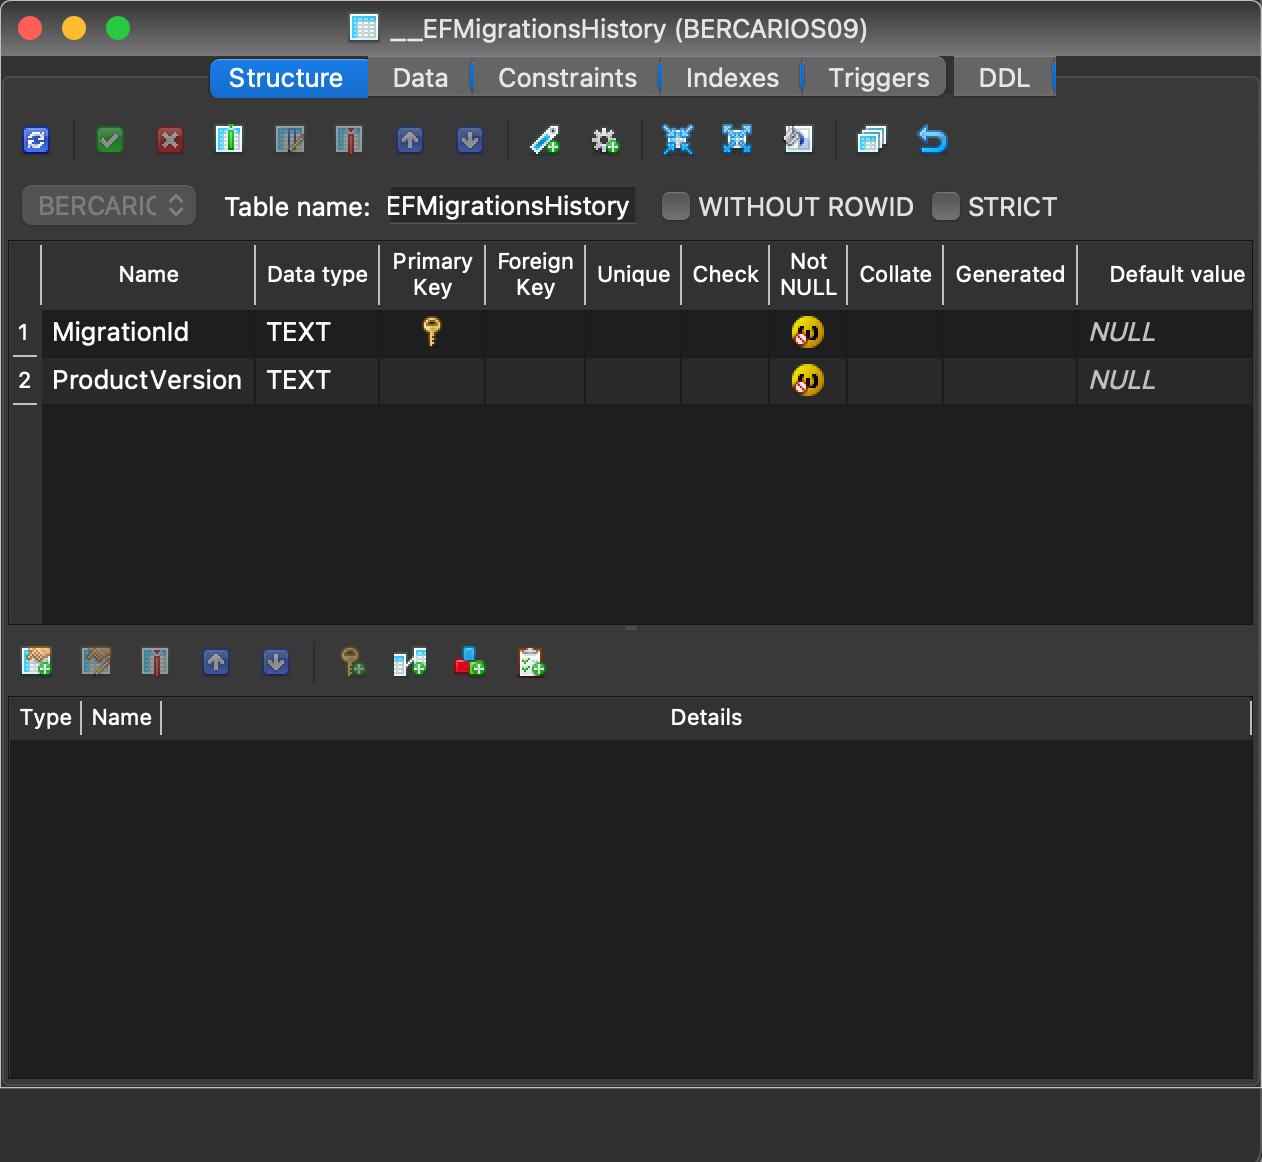 __EFMigrationsHistory (BERCARIOS09)
Structure Data Constraints Indexes Triggers DDL
BERCARIC Table name: EFMigrationsHistory WITHOUT ROWID STRICT
Name Data type Primary Key Foreign Key Unique Check Not NULL Collate Generated Default value
1 MigrationId TEXT NULL
2 ProductVersion TEXT NULL
Type Name Details